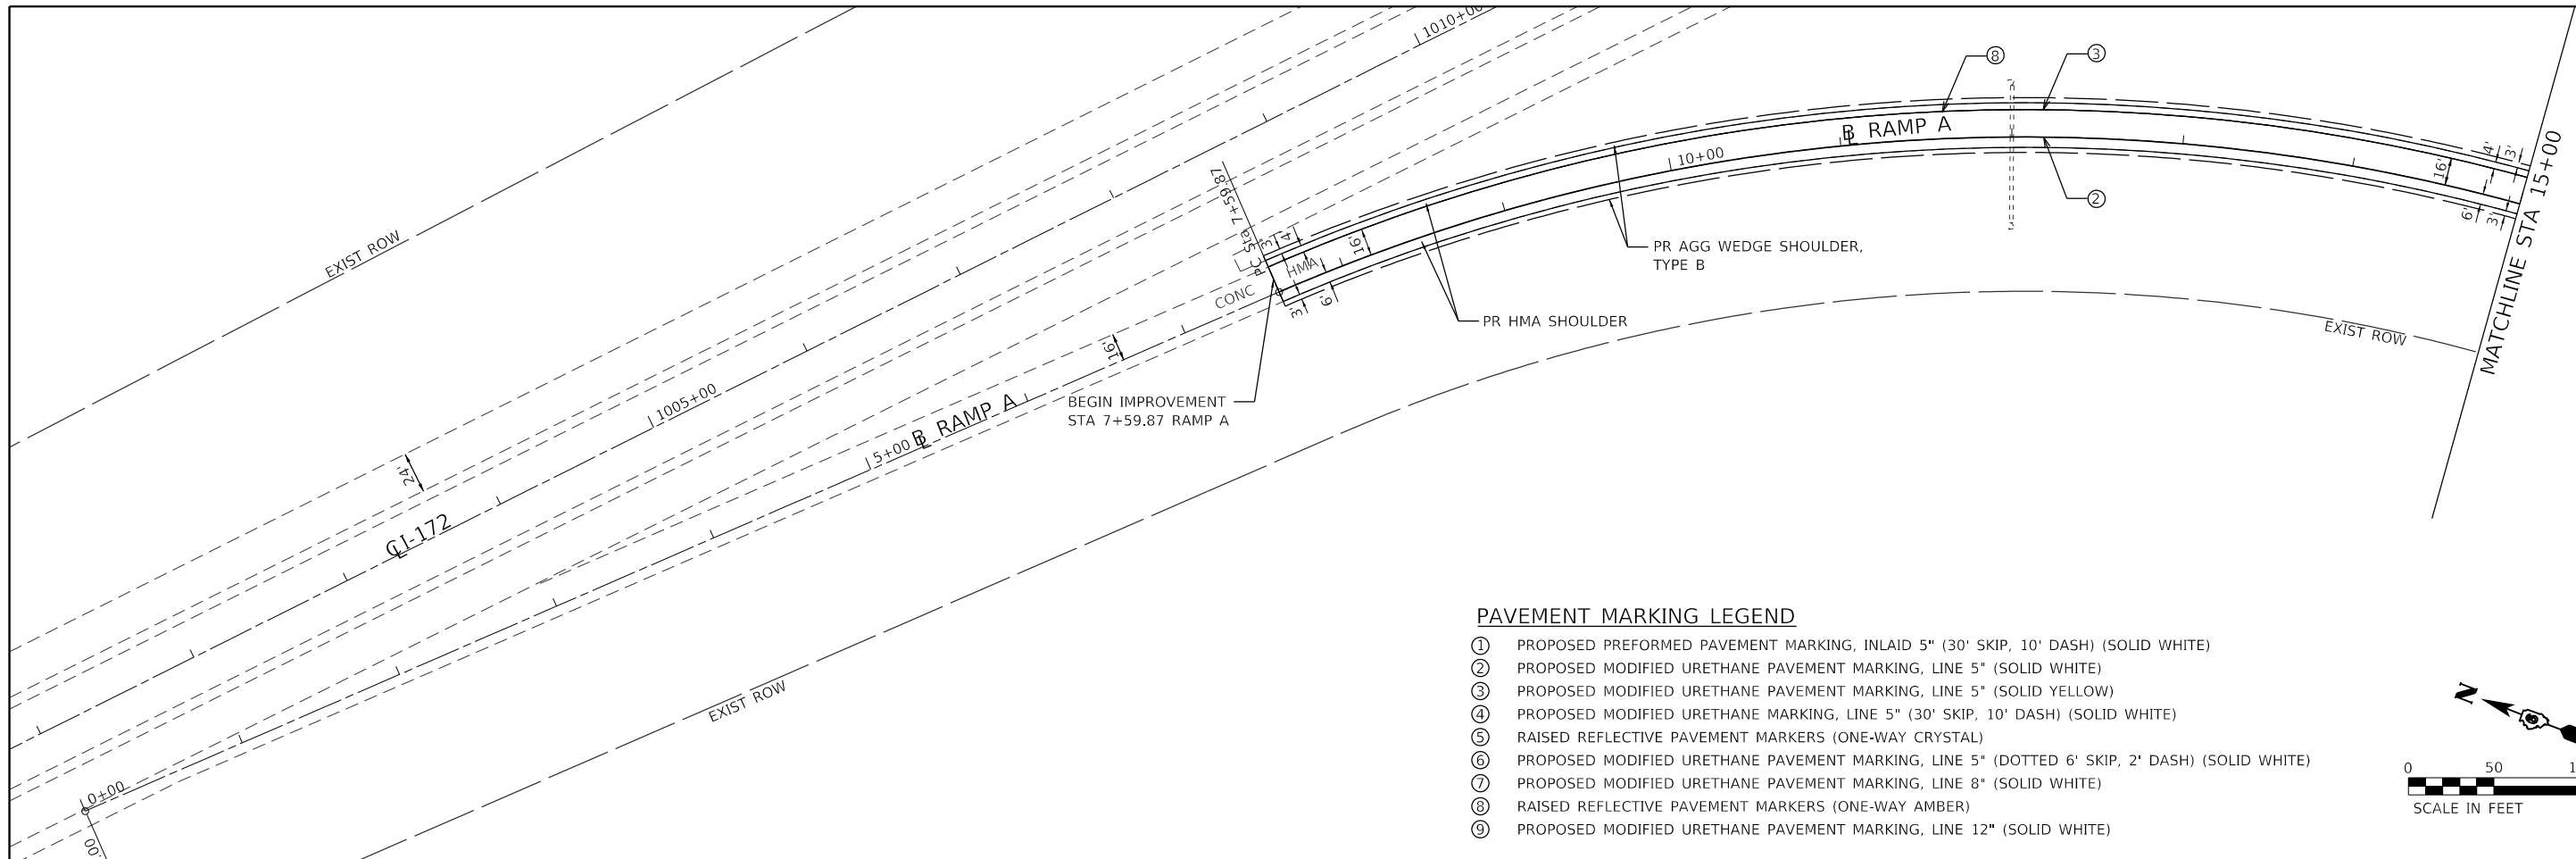 1010+00
8
3
℄ RAMP A
10+00
4'
3'
16'
6'
3'
MATCHLINE STA 15+00
2
PC Sta 7+59.87
3'
4'
16'
HMA
CONC
3'
6'
PR AGG WEDGE SHOULDER,
TYPE B
PR HMA SHOULDER
EXIST ROW
EXIST ROW
16'
BEGIN IMPROVEMENT
STA 7+59.87 RAMP A
1005+00
5+00
℄ RAMP A
24'
℄ I-172
EXIST ROW
0+00
PAVEMENT MARKING LEGEND
1 PROPOSED PREFORMED PAVEMENT MARKING, INLAID 5" (30' SKIP, 10' DASH) (SOLID WHITE)
2 PROPOSED MODIFIED URETHANE PAVEMENT MARKING, LINE 5" (SOLID WHITE)
3 PROPOSED MODIFIED URETHANE PAVEMENT MARKING, LINE 5" (SOLID YELLOW)
4 PROPOSED MODIFIED URETHANE MARKING, LINE 5" (30' SKIP, 10' DASH) (SOLID WHITE)
5 RAISED REFLECTIVE PAVEMENT MARKERS (ONE-WAY CRYSTAL)
6 PROPOSED MODIFIED URETHANE PAVEMENT MARKING, LINE 5" (DOTTED 6' SKIP, 2' DASH) (SOLID WHITE)
7 PROPOSED MODIFIED URETHANE PAVEMENT MARKING, LINE 8" (SOLID WHITE)
8 RAISED REFLECTIVE PAVEMENT MARKERS (ONE-WAY AMBER)
9 PROPOSED MODIFIED URETHANE PAVEMENT MARKING, LINE 12" (SOLID WHITE)
N
0 50
SCALE IN FEET